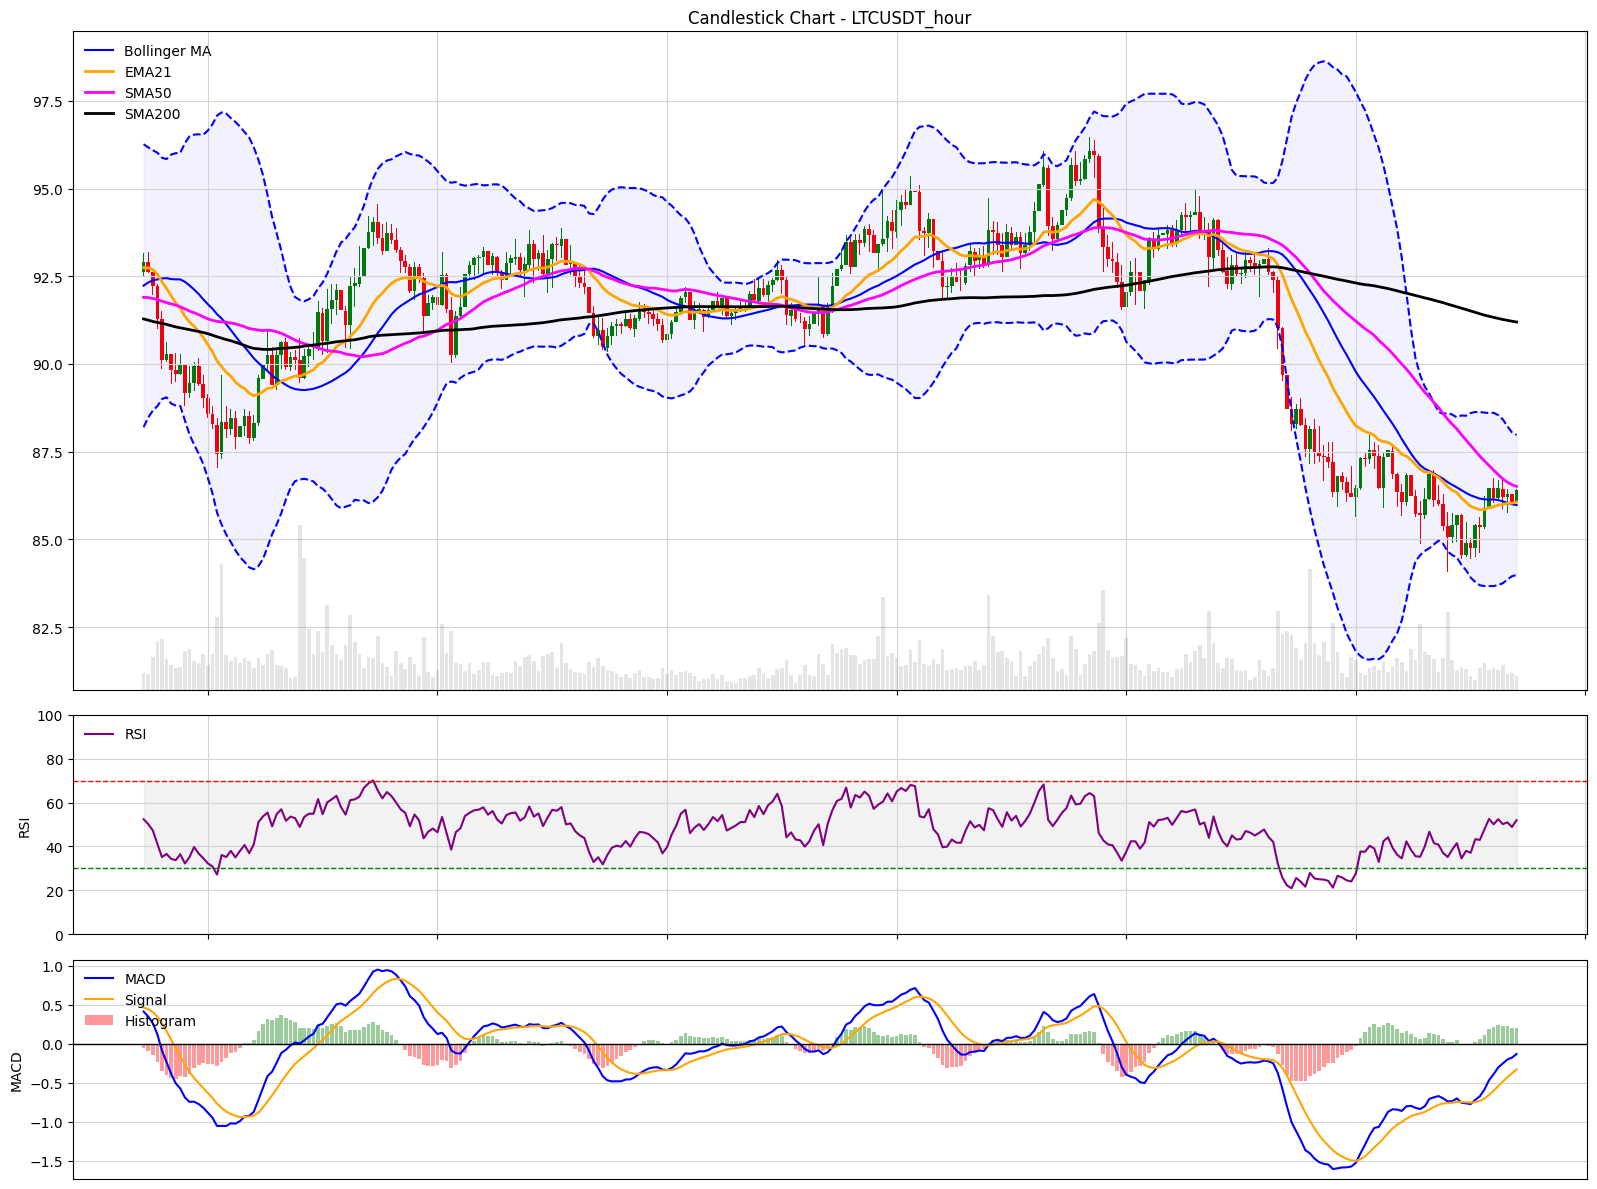 Candlestick Chart - LTCUSDT_hour
Bollinger MA
EMA21
SMA50
SMA200
97.5
95.0
92.5
90.0
87.5
85.0
82.5
RSI
100
80
60
40
20
0
RSI
MACD
Signal
Histogram
1.0
0.5
0.0
−0.5
−1.0
−1.5
MACD